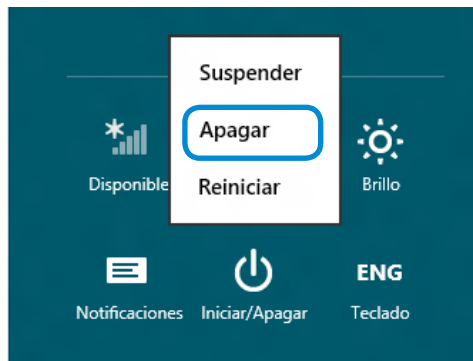 Suspender
Apagar
Reiniciar
Disponible
Brillo
ENG
Notificaciones
Iniciar/Apagar
Teclado